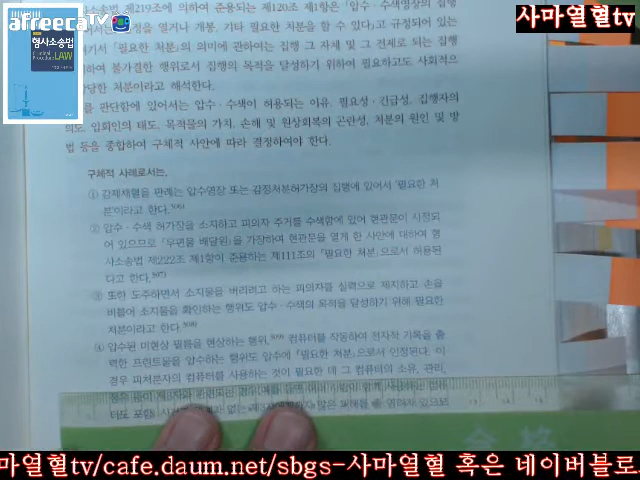 afreecaTV
사마열혈tv
형사소송법
Criminal
Procedure LAW
제219조에 의하여 준용되는 제120조 제1항은 「압수·수색영장의 집행
을 열거나 개봉, 기타 필요한 처분을 할 수 있다」고 규정되어 있는
여기서 「필요한 처분」의 의미에 관하여는 집행 그 자체 및 그 전체로 되는 집행
불가결한 행위로서 집행의 목적을 달성하기 위하여 필요하고도 사회적으
당한 처분이라고 해석한다.
를 판단함에 있어서는 압수·수색이 허용되는 이유, 필요성·긴급성, 집행자의
의도, 입회인의 태도, 목적물의 가치, 손해 및 원상회복의 곤란성, 처분의 원인 및 방
법 등을 종합하여 구체적 사안에 따라 결정하여야 한다.
구체적 사례로서는,
① 강제채혈을 판례는 압수영장 또는 감정처분허가장의 집행에 있어서 '필요한 처
분'이라고 한다.306)
② 압수·수색 허가장을 소지하고 피의자 주거를 수색함에 있어 현관문이 시정되
어 있으므로 「우편물 배달원」을 가장하여 현관문을 열게 한 사안에 대하여 형
사소송법 제222조 제1항이 준용하는 제111조의 「필요한 처분」으로서 허용된
다고 한다.307)
③ 또한 도주하면서 소지물을 버리려고 하는 피의자를 실력으로 제지하고 손을
비틀어 소지물을 확인하는 행위도 압수·수색의 목적을 달성하기 위해 필요한
처분이라고 한다.308)
④ 압수된 미현상 필름을 현상하는 행위,309) 컴퓨터를 작동하여 전자적 기록을 출
력한 프린트물을 압수하는 행위도 압수에 「필요한 처분」으로서 인정된다. 이
경우 피처분자의 컴퓨터를 사용하는 것이 필요한 데 그 컴퓨터의 소유, 관리,
터도 포함
合格
마열혈tv/cafe.daum.net/sbgs-사마열혈 혹은 네이버블로